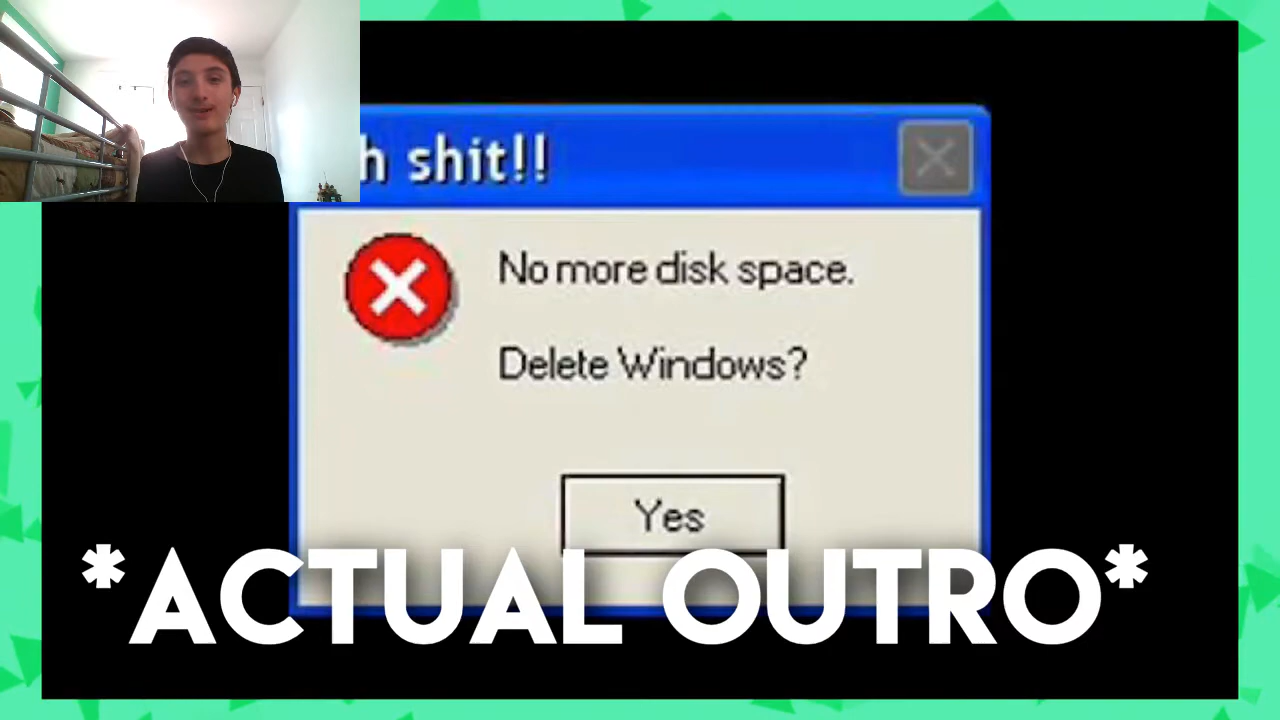 h shit!!
No more disk space.
Delete Windows?
Yes
*ACTUAL OUTRO*